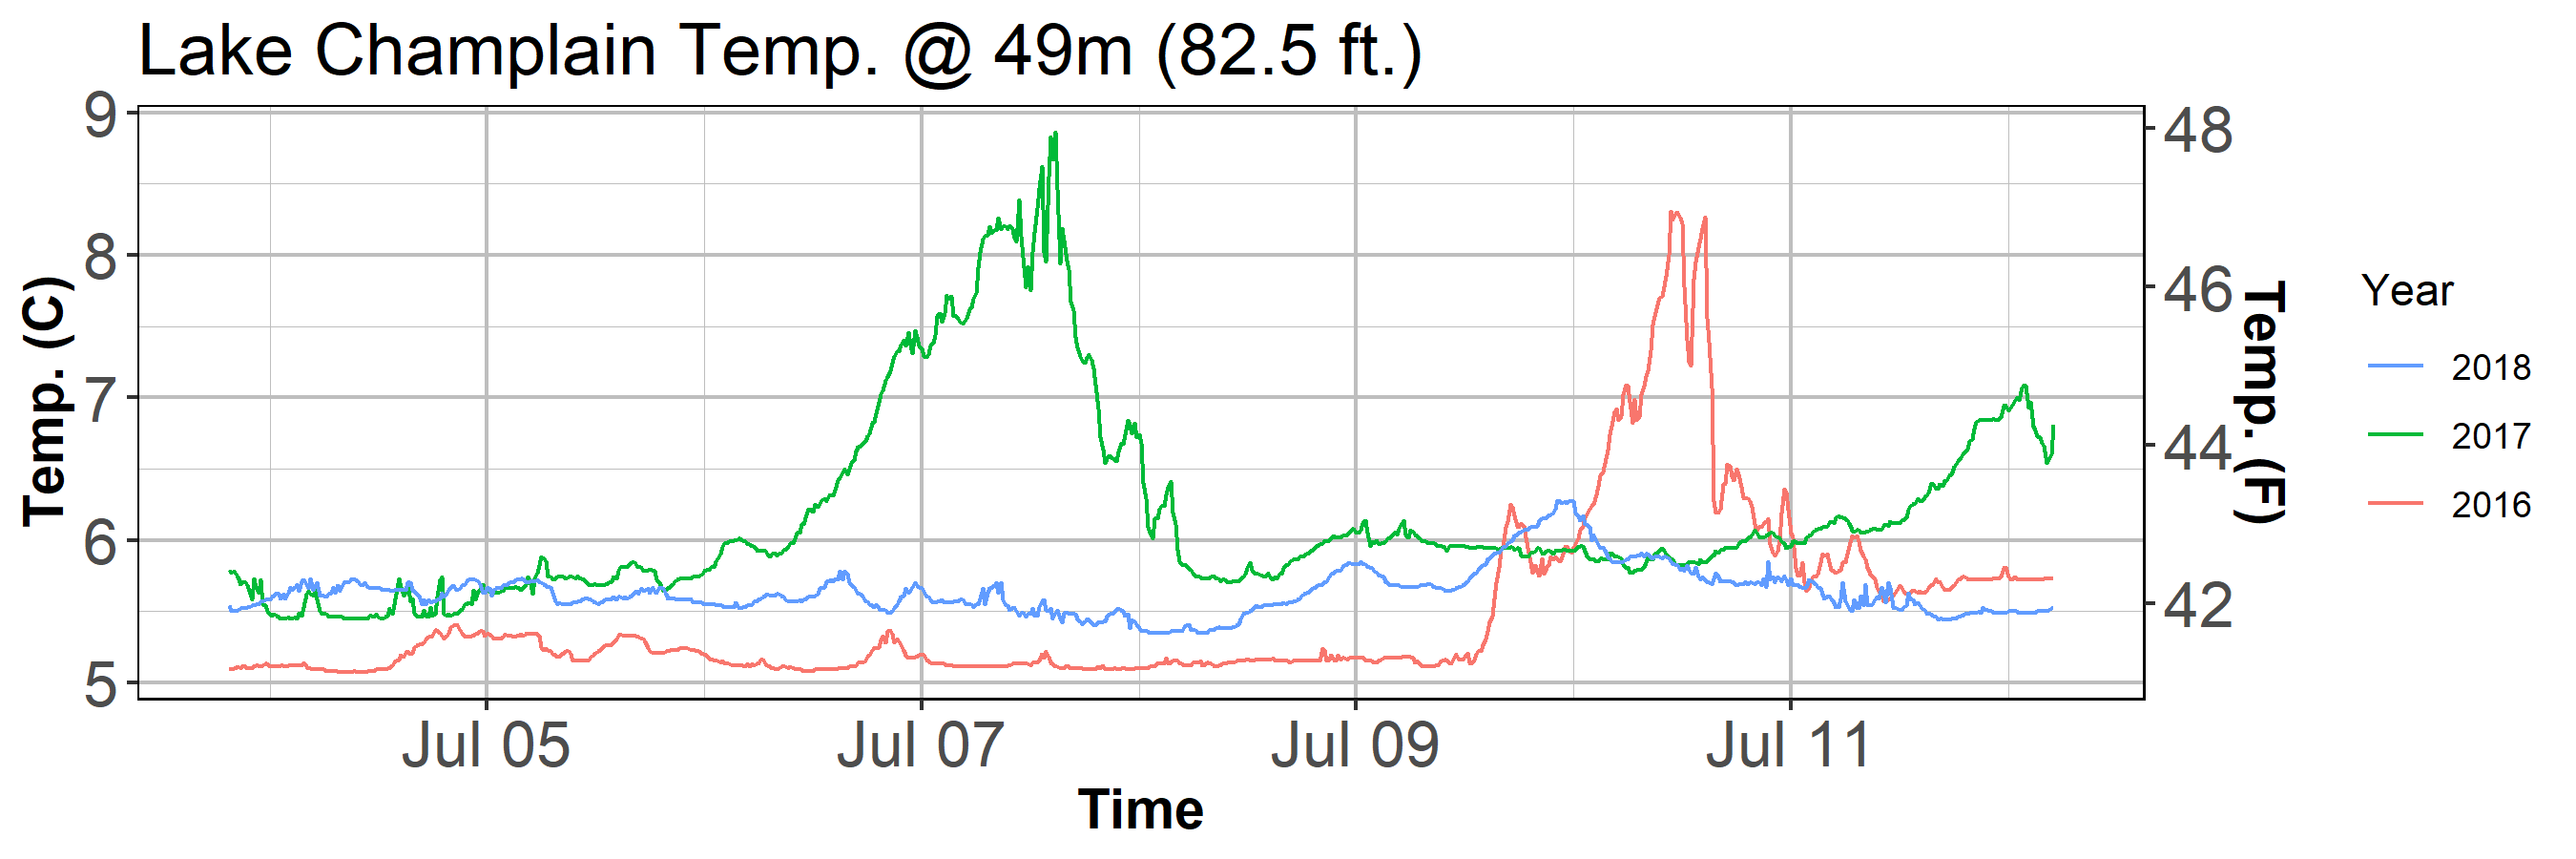 Lake Champlain Temp. @ 49m (82.5 ft.)
9
8
7
6
5
Temp. (C)
48
46
44
42
Temp. (F)
Jul 05
Jul 07
Jul 09
Jul 11
Time
Year
2018
2017
2016